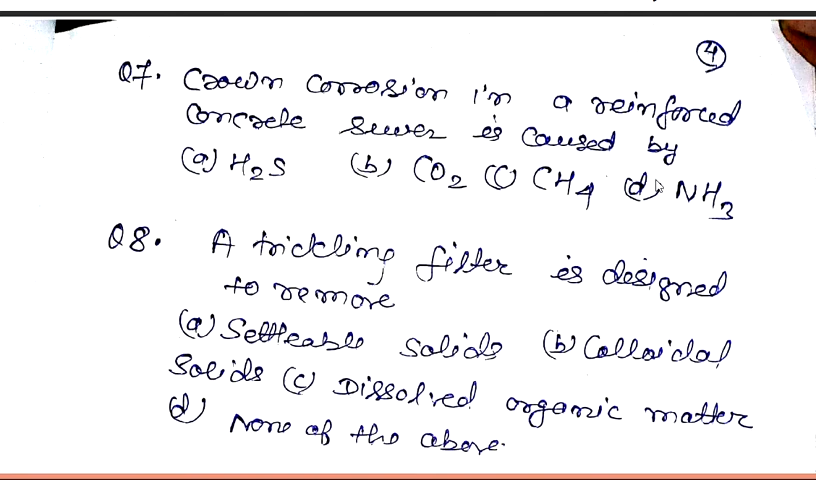 4
Q7. Crown corrosion in a reinforced
concrete sewer is caused by
(a) H2S (b) CO2 (c) CH4 (d) NH3
Q8. A trickling filter is designed
to remove
(a) Settleable solids (b) Colloidal
Solids (c) Dissolved organic matter
(d) None of the above.